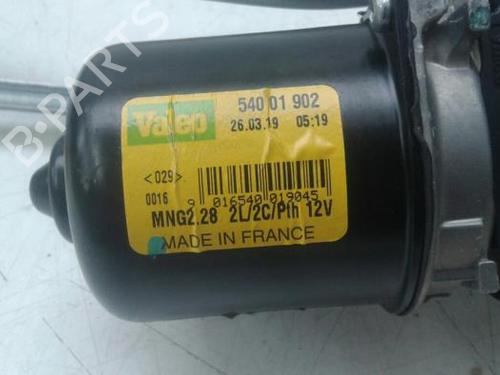 B-PARTS
Valeo
540 01 902
26.03.19 05:19
<029>
0016
9 016540 019045
MNG2.28 2L/2C/Pth 12V
MADE IN FRANCE